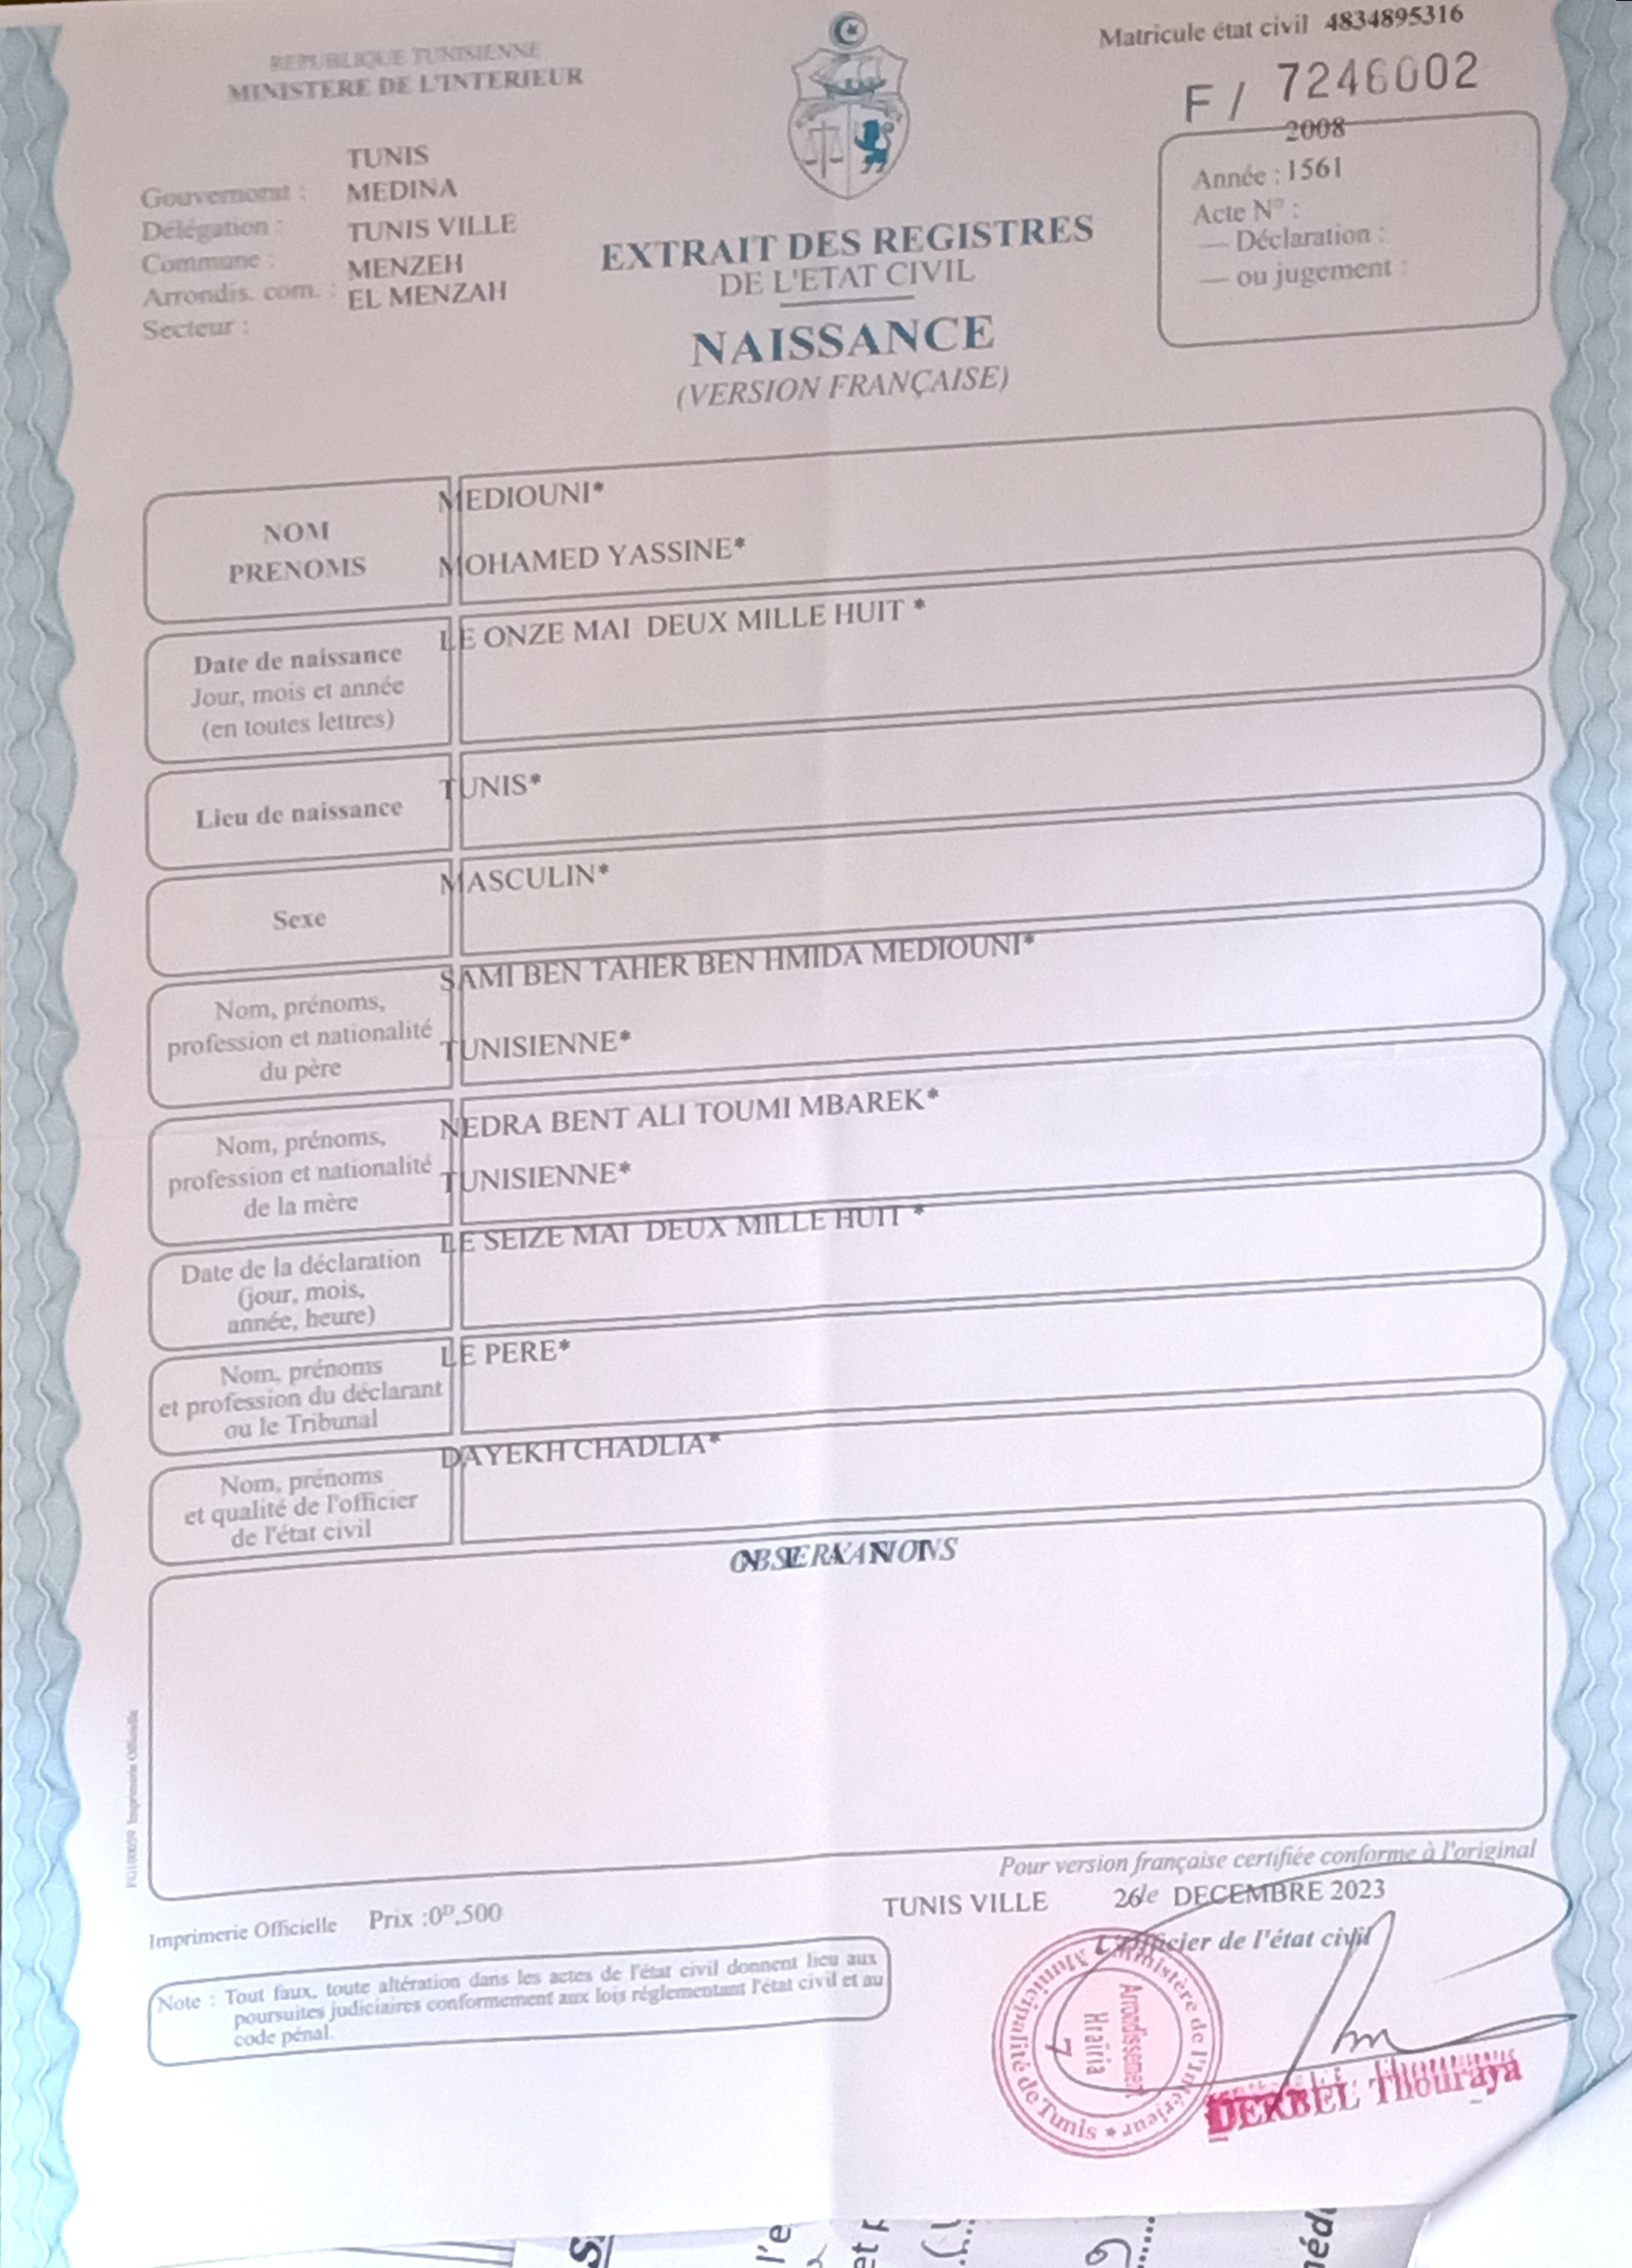 REPUBLIQUE TUNISIENNE
MINISTERE DE L'INTERIEUR
Matricule état civil 4834895316
F / 7246002
Gouvernorat : TUNIS
Délégation : MEDINA
Commune : TUNIS VILLE
Arrondis. com. : MENZEH
Secteur : EL MENZAH
2008
Année : 1561
Acte N° :
— Déclaration :
— ou jugement :
EXTRAIT DES REGISTRES
DE L'ETAT CIVIL
NAISSANCE
(VERSION FRANÇAISE)
NOM
PRENOMS
MEDIOUNI*
MOHAMED YASSINE*
Date de naissance
Jour, mois et année
(en toutes lettres)
LE ONZE MAI DEUX MILLE HUIT *
Lieu de naissance
TUNIS*
Sexe
MASCULIN*
Nom, prénoms,
profession et nationalité
du père
SAMI BEN TAHER BEN HMIDA MEDIOUNI*
TUNISIENNE*
Nom, prénoms,
profession et nationalité
de la mère
NEDRA BENT ALI TOUMI MBAREK*
TUNISIENNE*
Date de la déclaration
(jour, mois,
année, heure)
LE SEIZE MAI DEUX MILLE HUIT *
Nom, prénoms
et profession du déclarant
ou le Tribunal
LE PERE*
Nom, prénoms
et qualité de l'officier
de l'état civil
DAYEKH CHADLIA*
OBSERVATIONS
Imprimerie Officielle
Pour version française certifiée conforme à l'original
TUNIS VILLE 26 le DECEMBRE 2023
L'Officier de l'état civil
Imprimerie Officielle Prix :0ᴰ,500
Note : Tout faux, toute altération dans les actes de l'état civil donnent lieu aux
poursuites judiciaires conformement aux lois réglementant l'état civil et au
code pénal.
Ministère de l'Intérieur * Municipalité de Tunis
Arrondissement
Hrairia
7
DERBEL Thouraya
l'e
et